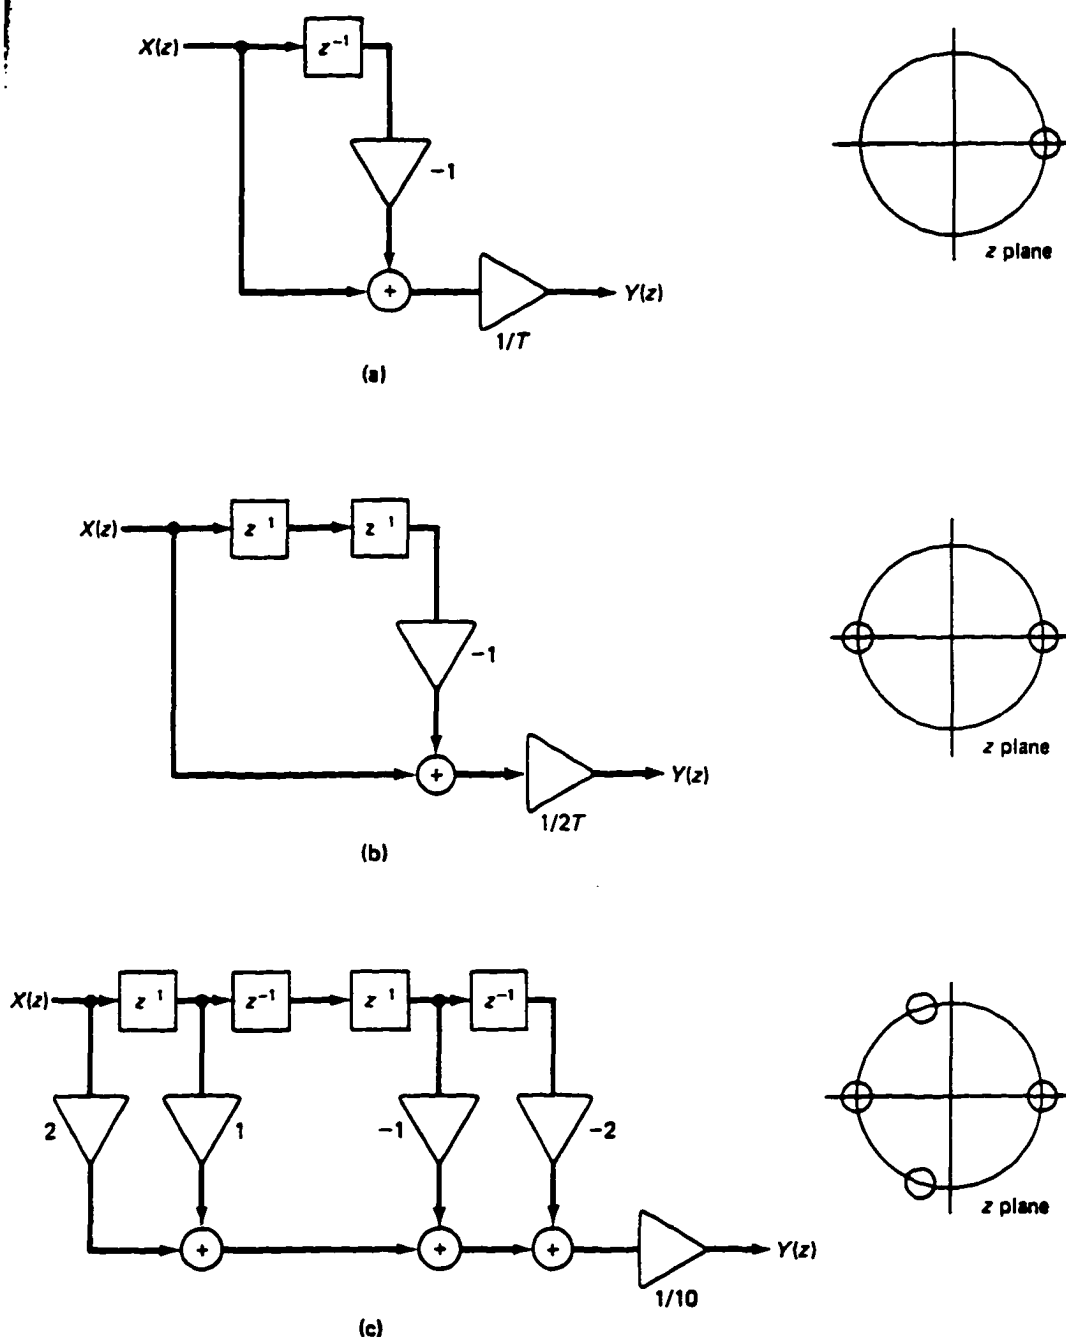 X(z) z⁻¹
-1
z plane
+ Y(z)
1/T
(a)
X(z) z ¹ z ¹
-1
+ Y(z)
z plane
1/2T
(b)
X(z) z ¹ z⁻¹ z ¹ z⁻¹
2 1 -1 -2
z plane
+ + + Y(z)
1/10
(c)